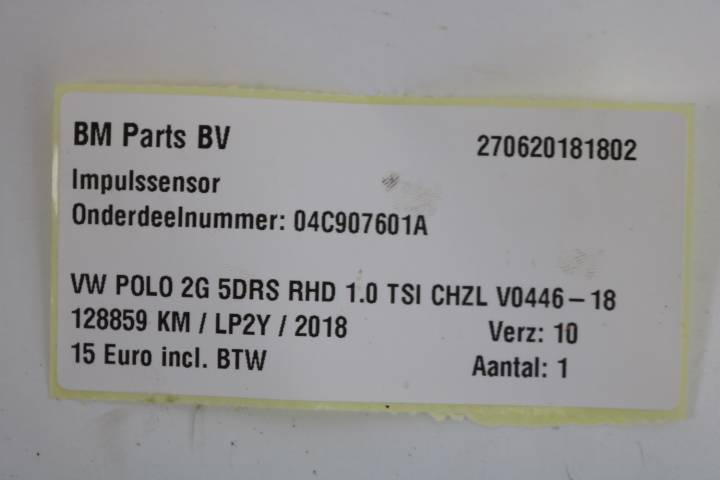 BM Parts BV 270620181802
Impulssensor
Onderdeelnummer: 04C907601A
VW POLO 2G 5DRS RHD 1.0 TSI CHZL V0446-18
128859 KM / LP2Y / 2018 Verz: 10
15 Euro incl. BTW Aantal: 1